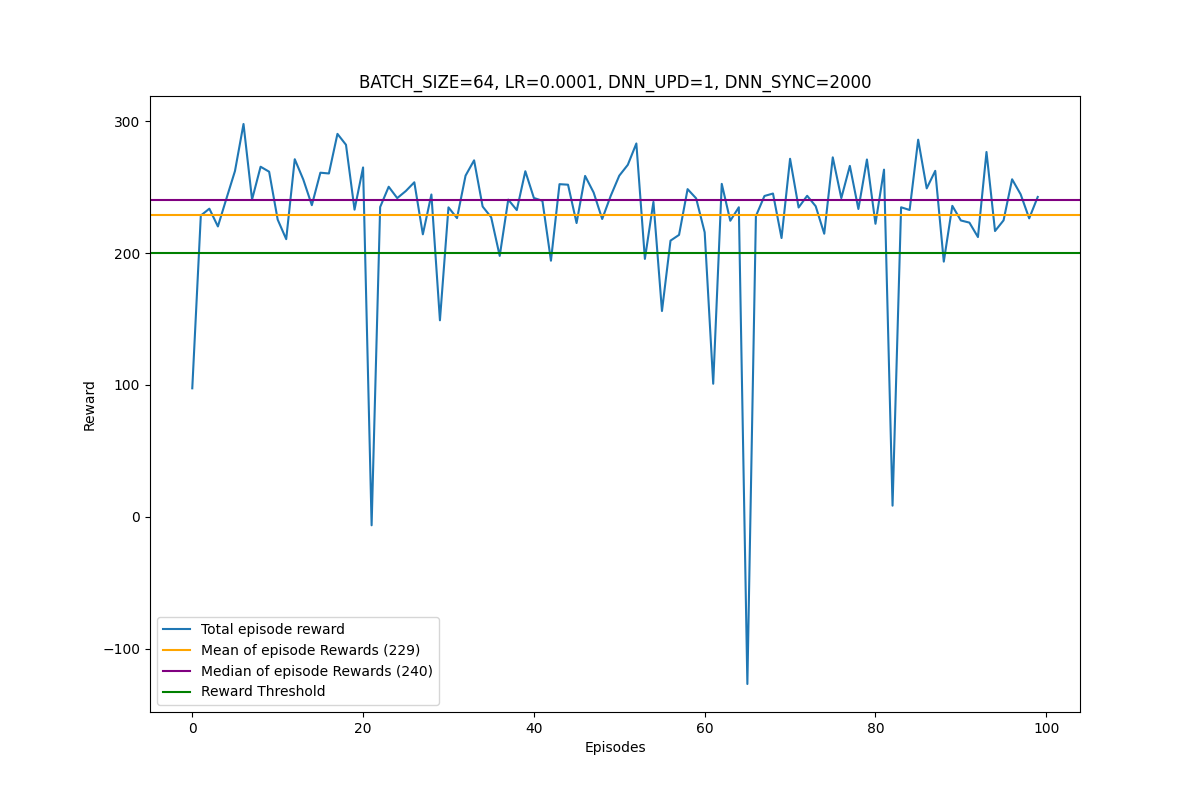 BATCH_SIZE=64, LR=0.0001, DNN_UPD=1, DNN_SYNC=2000
300
200
100
0
−100
Reward
Total episode reward
Mean of episode Rewards (229)
Median of episode Rewards (240)
Reward Threshold
0 20 40 60 80 100
Episodes